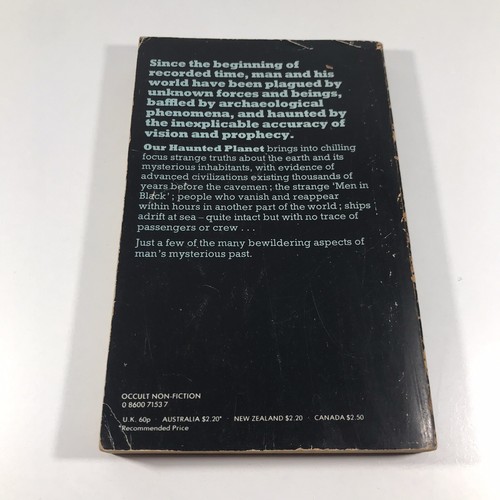 Since the beginning of
recorded time, man and his
world have been plagued by
unknown forces and beings,
baffled by archaeological
phenomena, and haunted by
the inexplicable accuracy of
vision and prophecy.
Our Haunted Planet brings into chilling
focus strange truths about the earth and its
mysterious inhabitants, with evidence of
advanced civilizations existing thousands of
years before the cavemen; the strange 'Men in
Black'; people who vanish and reappear
within hours in another part of the world; ships
adrift at sea – quite intact but with no trace of
passengers or crew . . .
Just a few of the many bewildering aspects of
man's mysterious past.
OCCULT NON-FICTION
0 8600 7153 7
U.K. 60p · AUSTRALIA $2.20* · NEW ZEALAND $2.20 · CANADA $2.50
*Recommended Price